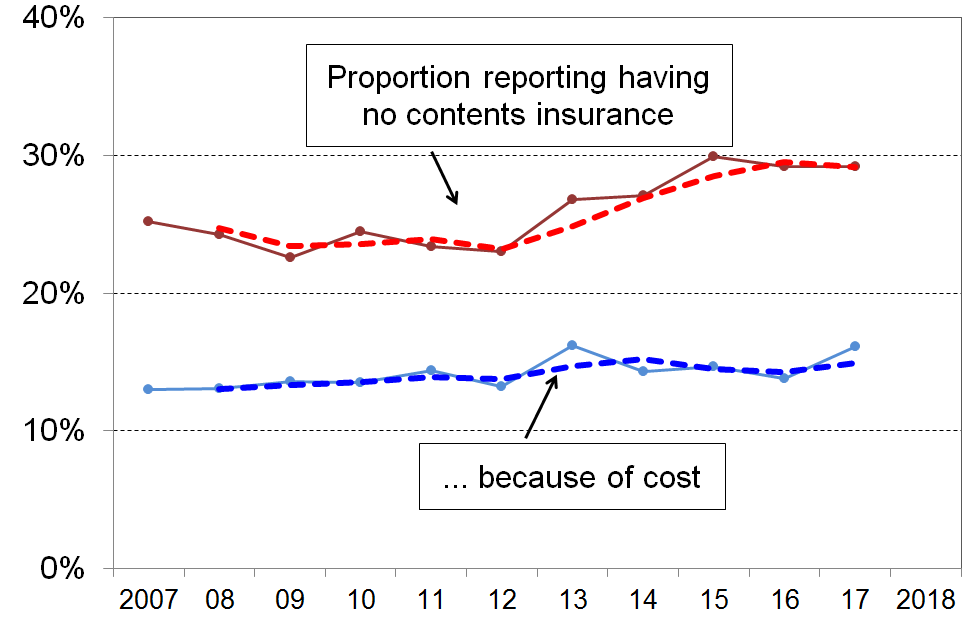 40%
Proportion reporting having
no contents insurance
30%
20%
10%
... because of cost
0%
2007 08 09 10 11 12 13 14 15 16 17 2018